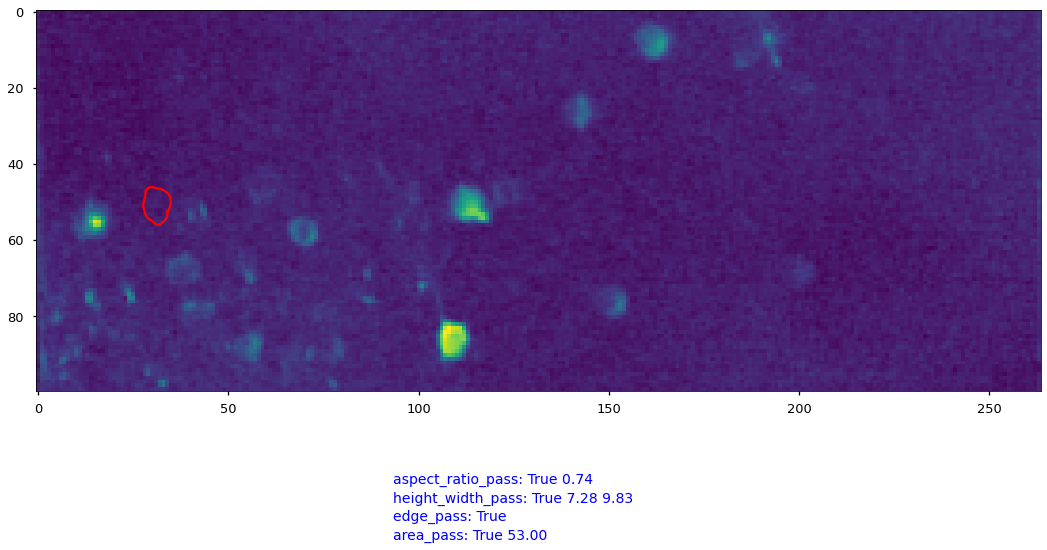 0
20
40
60
80
0 50 100 150 200 250
aspect_ratio_pass: True 0.74
height_width_pass: True 7.28 9.83
edge_pass: True
area_pass: True 53.00